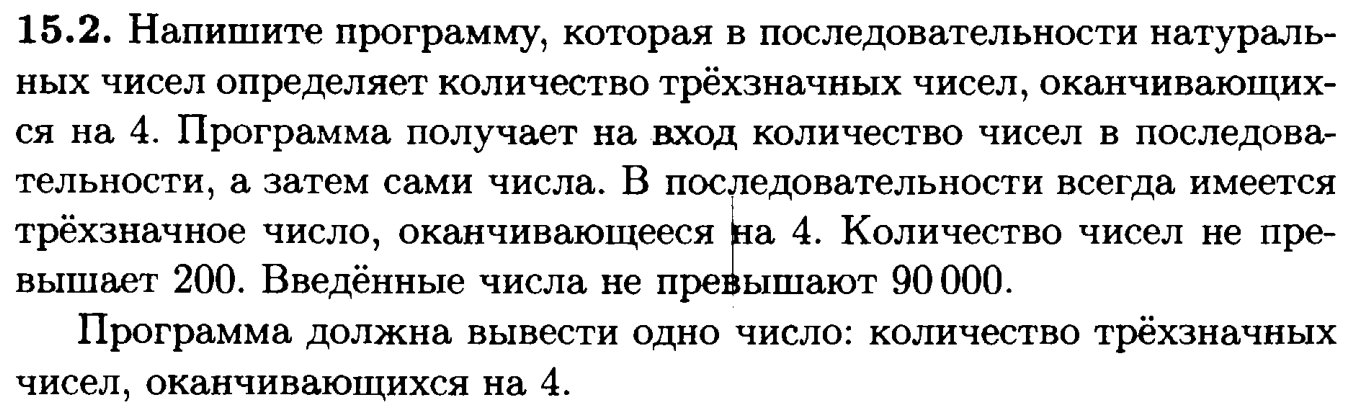 15.2. Напишите программу, которая в последовательности натураль-
ных чисел определяет количество трёхзначных чисел, оканчивающих-
ся на 4. Программа получает на вход количество чисел в последова-
тельности, а затем сами числа. В последовательности всегда имеется
трёхзначное число, оканчивающееся на 4. Количество чисел не пре-
вышает 200. Введённые числа не превышают 90 000.
Программа должна вывести одно число: количество трёхзначных
чисел, оканчивающихся на 4.